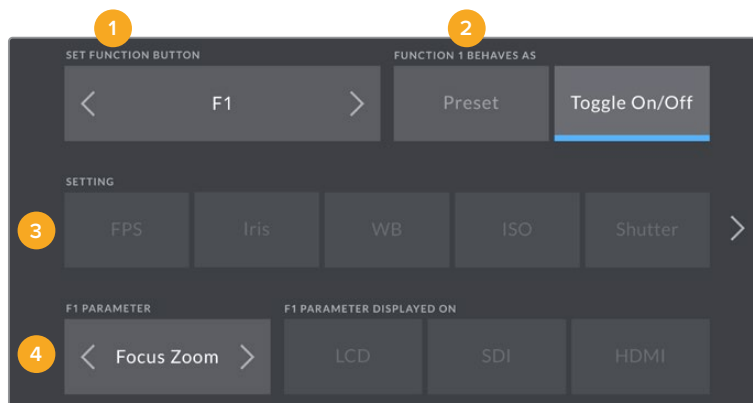 1
2
SET FUNCTION BUTTON
FUNCTION 1 BEHAVES AS
F1
Preset
Toggle On/Off
SETTING
3
FPS
Iris
WB
ISO
Shutter
F1 PARAMETER
F1 PARAMETER DISPLAYED ON
4
Focus Zoom
LCD
SDI
HDMI